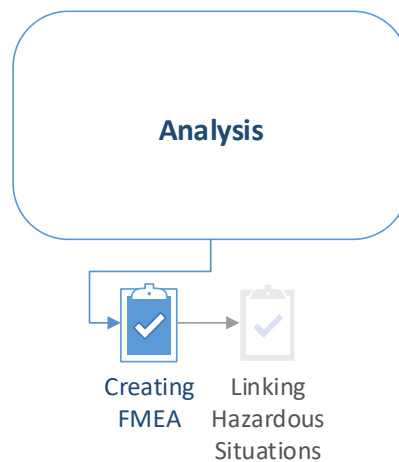 Analysis
Creating
FMEA
Linking
Hazardous
Situations